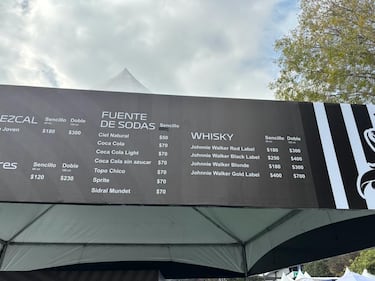 EZCAL Sencillo Doble
Joven $180 $300
res Sencillo Doble
$120 $230
FUENTE
DE SODAS Sencillo
Ciel Natural $50
Coca Cola $70
Coca Cola Light $70
Coca Cola sin azucar $70
Topo Chico $70
Sprite $70
Sidral Mundet $70
WHISKY Sencillo Doble
Johnnie Walker Red Label $180 $300
Johnnie Walker Black Label $250 $400
Johnnie Walker Blonde $180 $300
Johnnie Walker Gold Label $400 $700